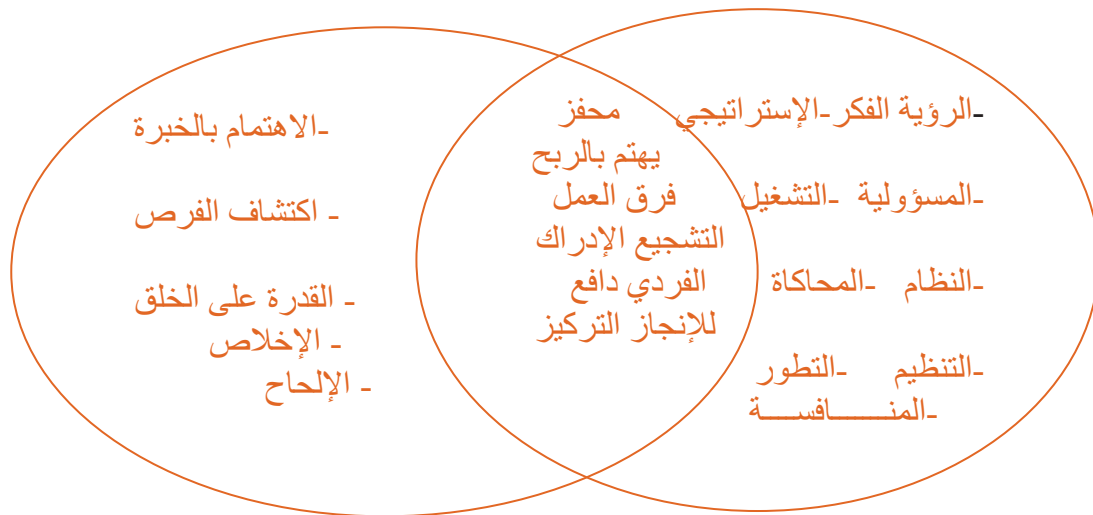 -الرؤية الفكر-الإستراتيجي
-المسؤولية -التشغيل
-النظام -المحاكاة
-التنظيم -التطور
-المنـــــــافســــــة
محفز
يهتم بالربح
فرق العمل
التشجيع الإدراك
الفردي دافع
للإنجاز التركيز
-الاهتمام بالخبرة
- اكتشاف الفرص
- القدرة على الخلق
- الإخلاص
- الإلحاح